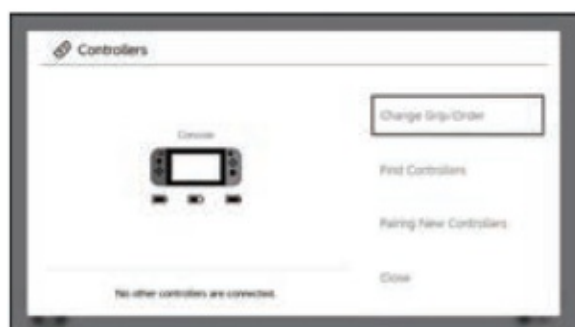 Controllers
Console
Change Grip/Order
Find Controllers
Pairing New Controllers
Close
No other controllers are connected.